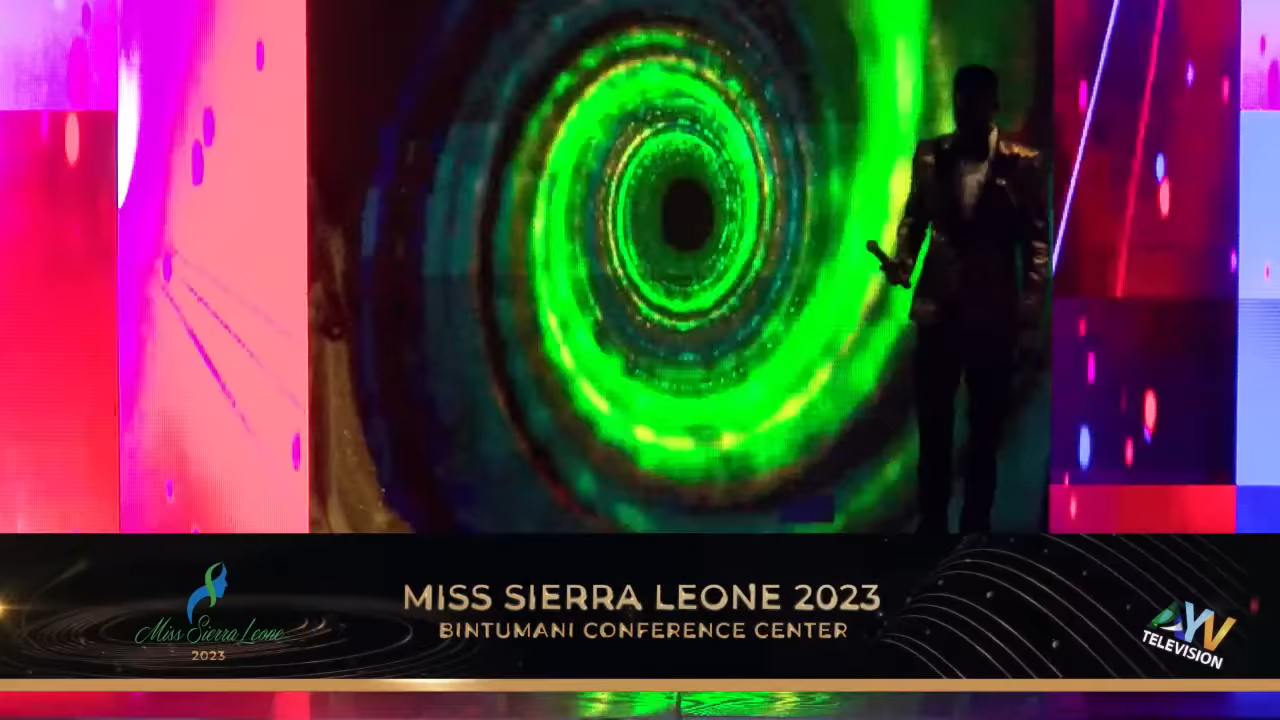 MISS SIERRA LEONE 2023
BINTUMANI CONFERENCE CENTER
Miss Sierra Leone
2023
AYV
TELEVISION